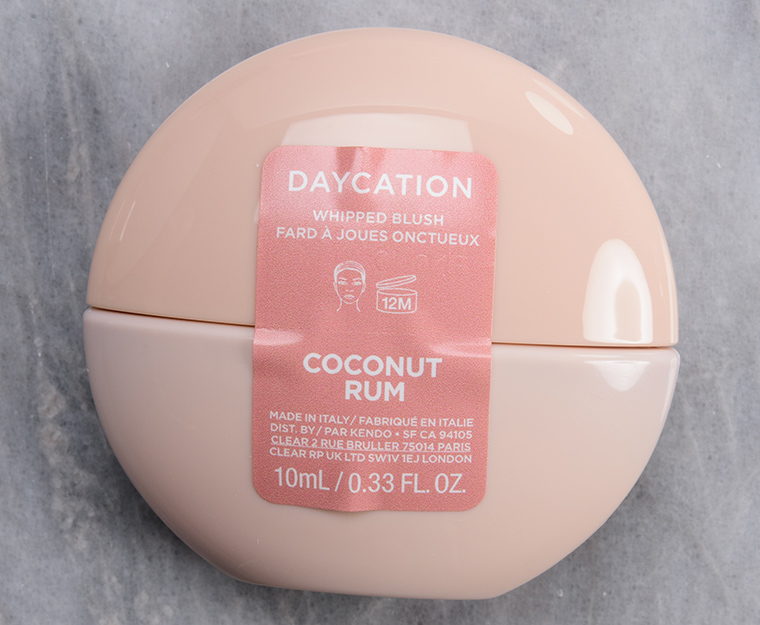 DAYCATION
WHIPPED BLUSH
FARD À JOUES ONCTUEUX
12M
COCONUT
RUM
MADE IN ITALY/ FABRIQUÉ EN ITALIE
DIST. BY/ PAR KENDO • SF CA 94105
CLEAR 2 RUE BRULLER 75014 PARIS
CLEAR RP UK LTD SW1V 1EJ LONDON
10mL / 0.33 FL. OZ.